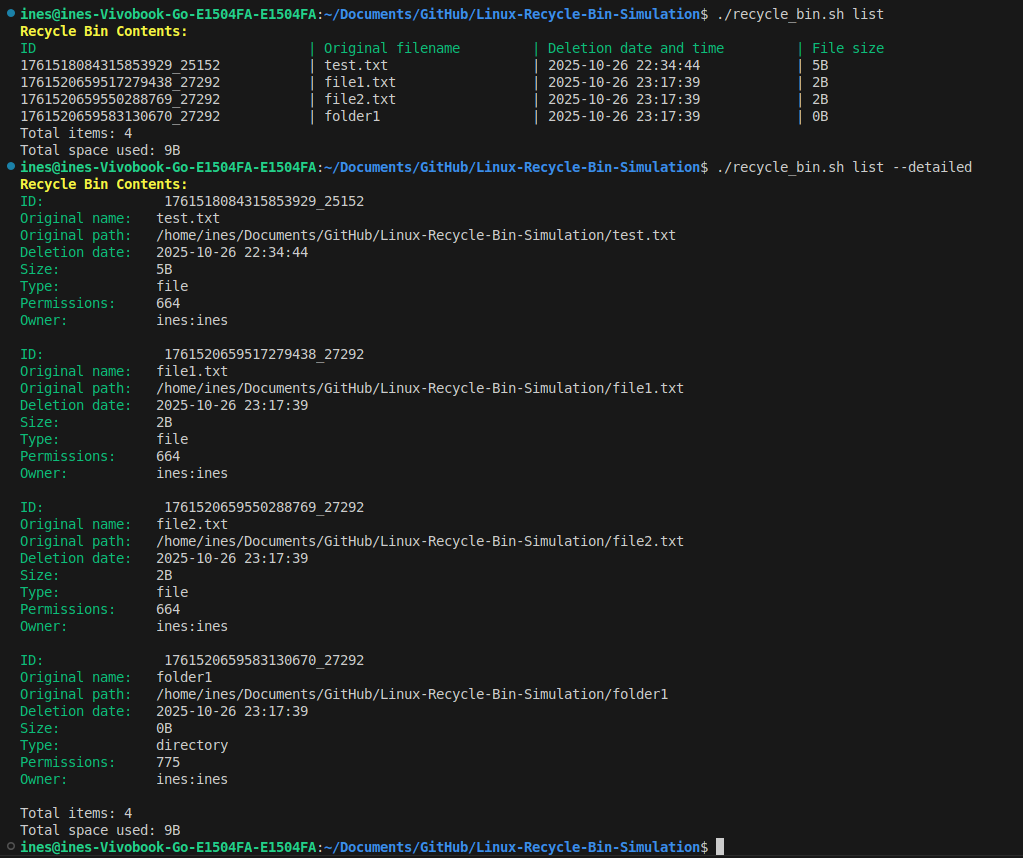 ines@ines-Vivobook-Go-E1504FA-E1504FA:~/Documents/GitHub/Linux-Recycle-Bin-Simulation$ ./recycle_bin.sh list
Recycle Bin Contents:
ID | Original filename | Deletion date and time | File size
1761518084315853929_25152 | test.txt | 2025-10-26 22:34:44 | 5B
1761520659517279438_27292 | file1.txt | 2025-10-26 23:17:39 | 2B
1761520659550288769_27292 | file2.txt | 2025-10-26 23:17:39 | 2B
1761520659583130670_27292 | folder1 | 2025-10-26 23:17:39 | 0B
Total items: 4
Total space used: 9B
ines@ines-Vivobook-Go-E1504FA-E1504FA:~/Documents/GitHub/Linux-Recycle-Bin-Simulation$ ./recycle_bin.sh list --detailed
Recycle Bin Contents:
ID: 1761518084315853929_25152
Original name: test.txt
Original path: /home/ines/Documents/GitHub/Linux-Recycle-Bin-Simulation/test.txt
Deletion date: 2025-10-26 22:34:44
Size: 5B
Type: file
Permissions: 664
Owner: ines:ines
ID: 1761520659517279438_27292
Original name: file1.txt
Original path: /home/ines/Documents/GitHub/Linux-Recycle-Bin-Simulation/file1.txt
Deletion date: 2025-10-26 23:17:39
Size: 2B
Type: file
Permissions: 664
Owner: ines:ines
ID: 1761520659550288769_27292
Original name: file2.txt
Original path: /home/ines/Documents/GitHub/Linux-Recycle-Bin-Simulation/file2.txt
Deletion date: 2025-10-26 23:17:39
Size: 2B
Type: file
Permissions: 664
Owner: ines:ines
ID: 1761520659583130670_27292
Original name: folder1
Original path: /home/ines/Documents/GitHub/Linux-Recycle-Bin-Simulation/folder1
Deletion date: 2025-10-26 23:17:39
Size: 0B
Type: directory
Permissions: 775
Owner: ines:ines
Total items: 4
Total space used: 9B
ines@ines-Vivobook-Go-E1504FA-E1504FA:~/Documents/GitHub/Linux-Recycle-Bin-Simulation$